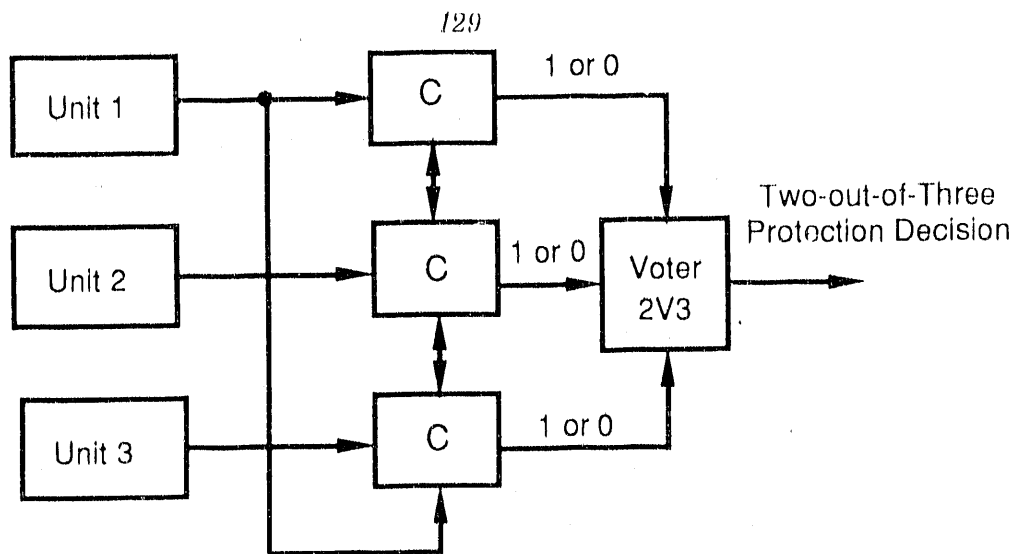 129
Unit 1
C
1 or 0
Unit 2
C
1 or 0
Voter
2V3
Two-out-of-Three
Protection Decision
Unit 3
C
1 or 0